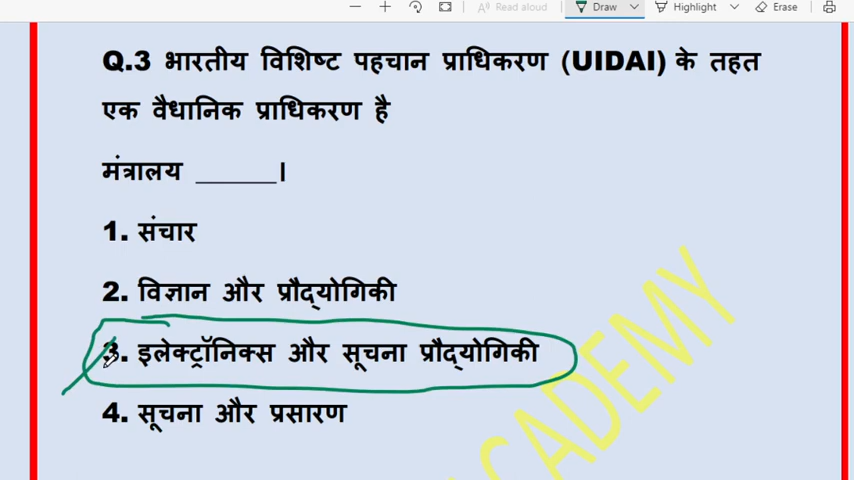 Read aloud Draw Highlight Erase
Q.3 भारतीय विशिष्ट पहचान प्राधिकरण (UIDAI) के तहत
एक वैधानिक प्राधिकरण है
मंत्रालय ______।
1. संचार
2. विज्ञान और प्रौद्योगिकी
3. इलेक्ट्रॉनिक्स और सूचना प्रौद्योगिकी
4. सूचना और प्रसारण
ACADEMY